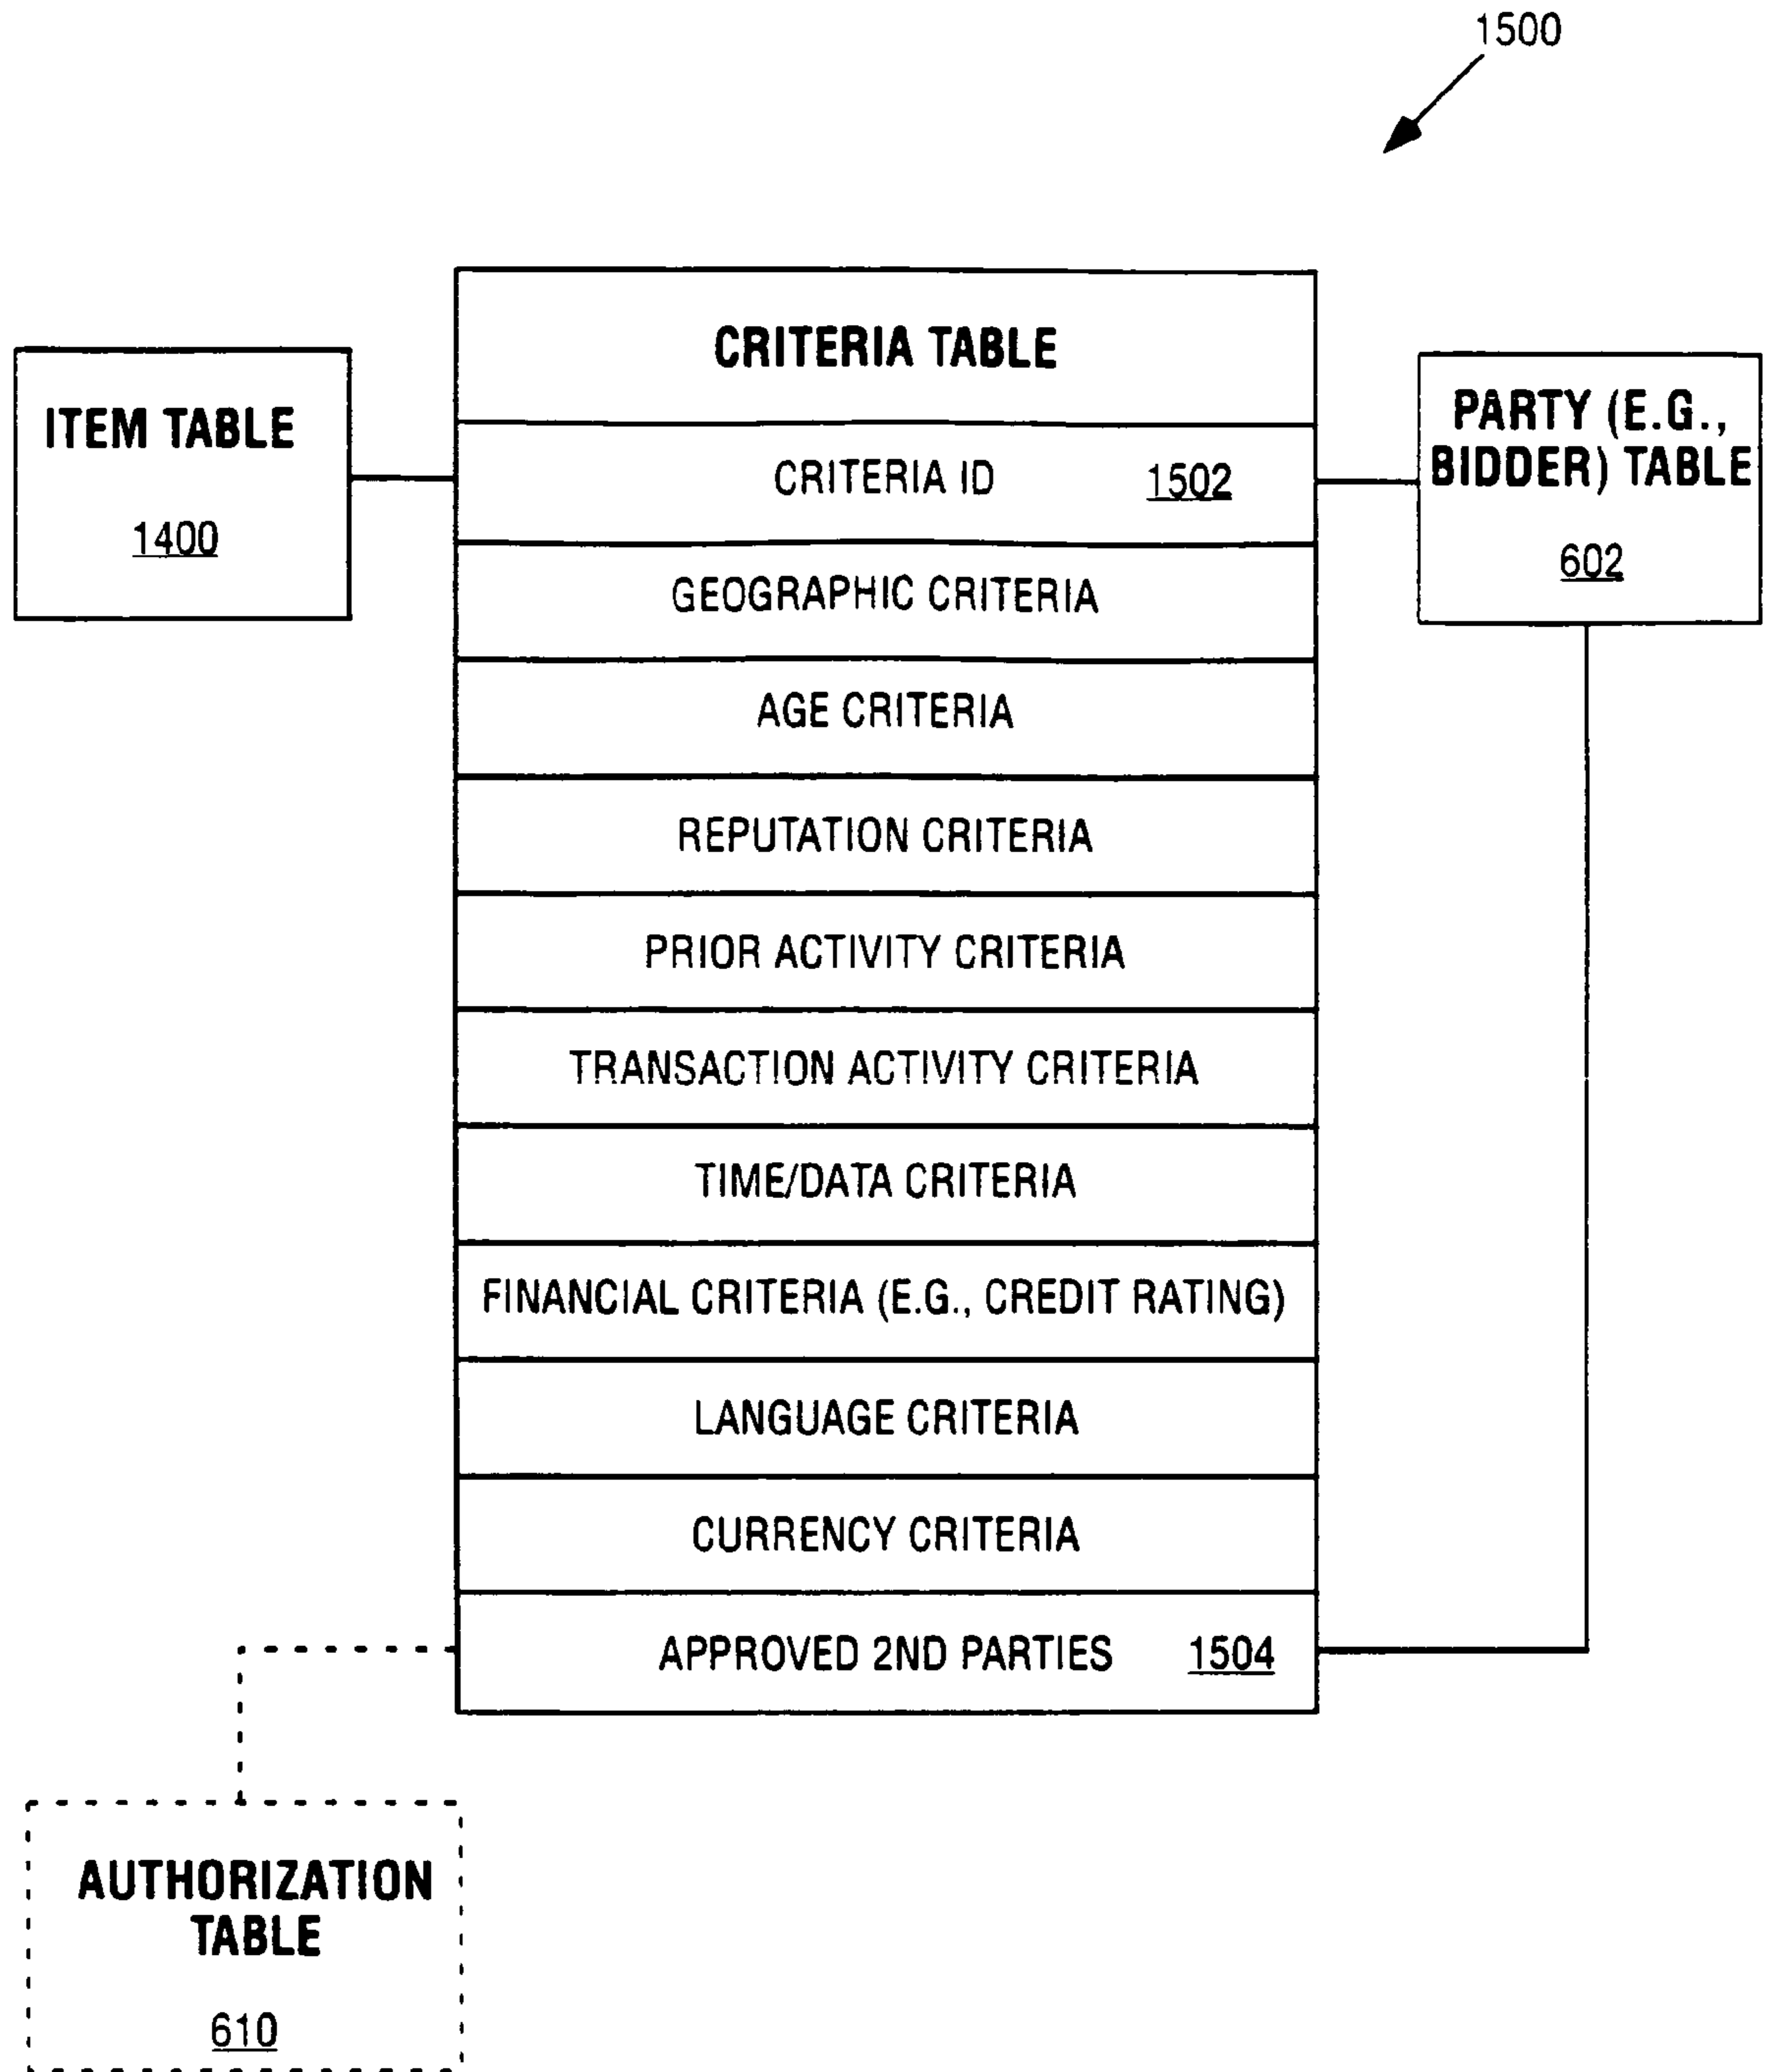 1500
CRITERIA TABLE
ITEM TABLE
1400
PARTY (E.G.,
BIDDER) TABLE
602
CRITERIA ID 1502
GEOGRAPHIC CRITERIA
AGE CRITERIA
REPUTATION CRITERIA
PRIOR ACTIVITY CRITERIA
TRANSACTION ACTIVITY CRITERIA
TIME/DATA CRITERIA
FINANCIAL CRITERIA (E.G., CREDIT RATING)
LANGUAGE CRITERIA
CURRENCY CRITERIA
APPROVED 2ND PARTIES 1504
AUTHORIZATION
TABLE
610